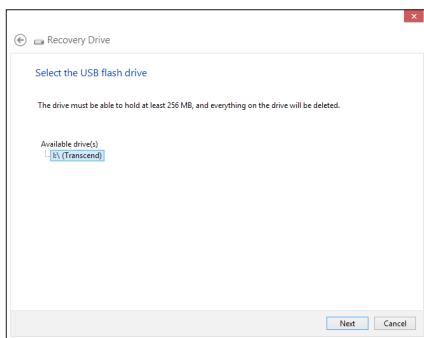 Recovery Drive
Select the USB flash drive
The drive must be able to hold at least 256 MB, and everything on the drive will be deleted.
Available drive(s)
I:\ (Transcend)
Next Cancel